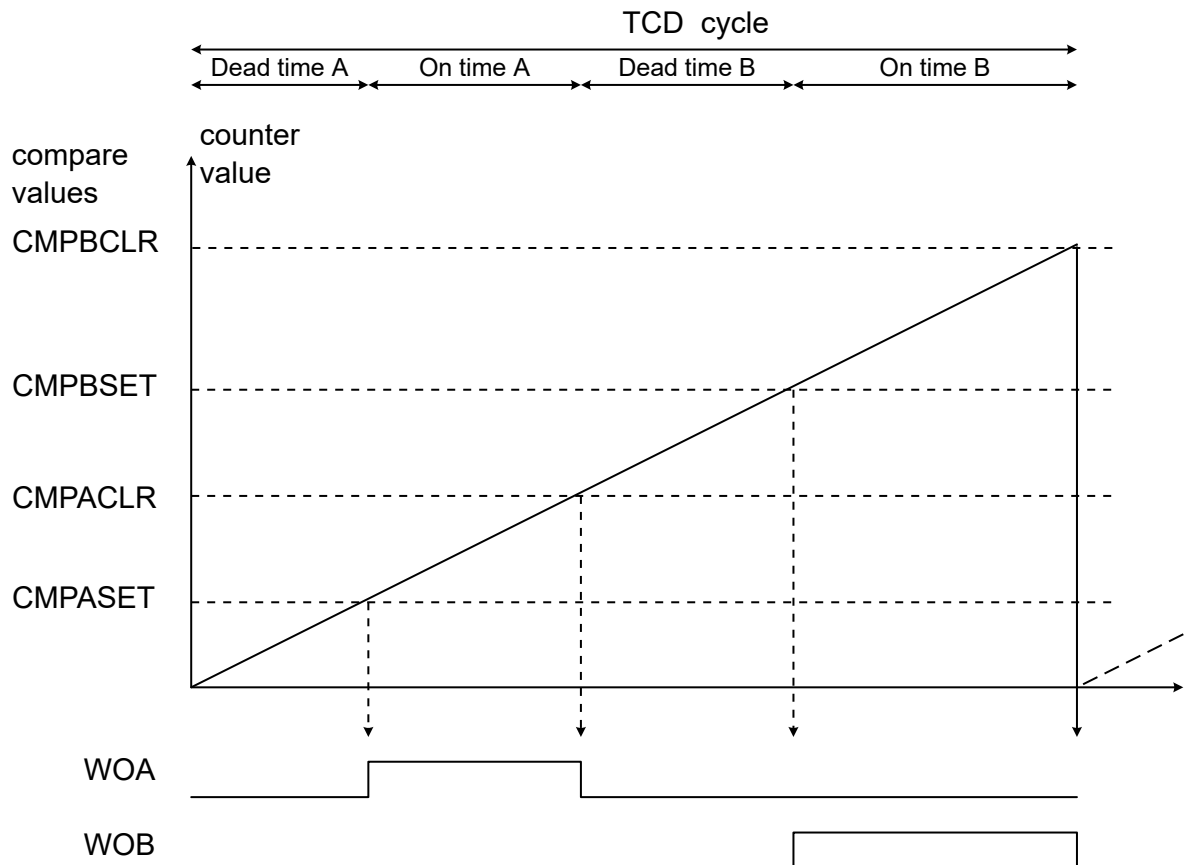 TCD cycle
Dead time A
On time A
Dead time B
On time B
counter
value
compare
values
CMPBCLR
CMPBSET
CMPACLR
CMPASET
WOA
WOB